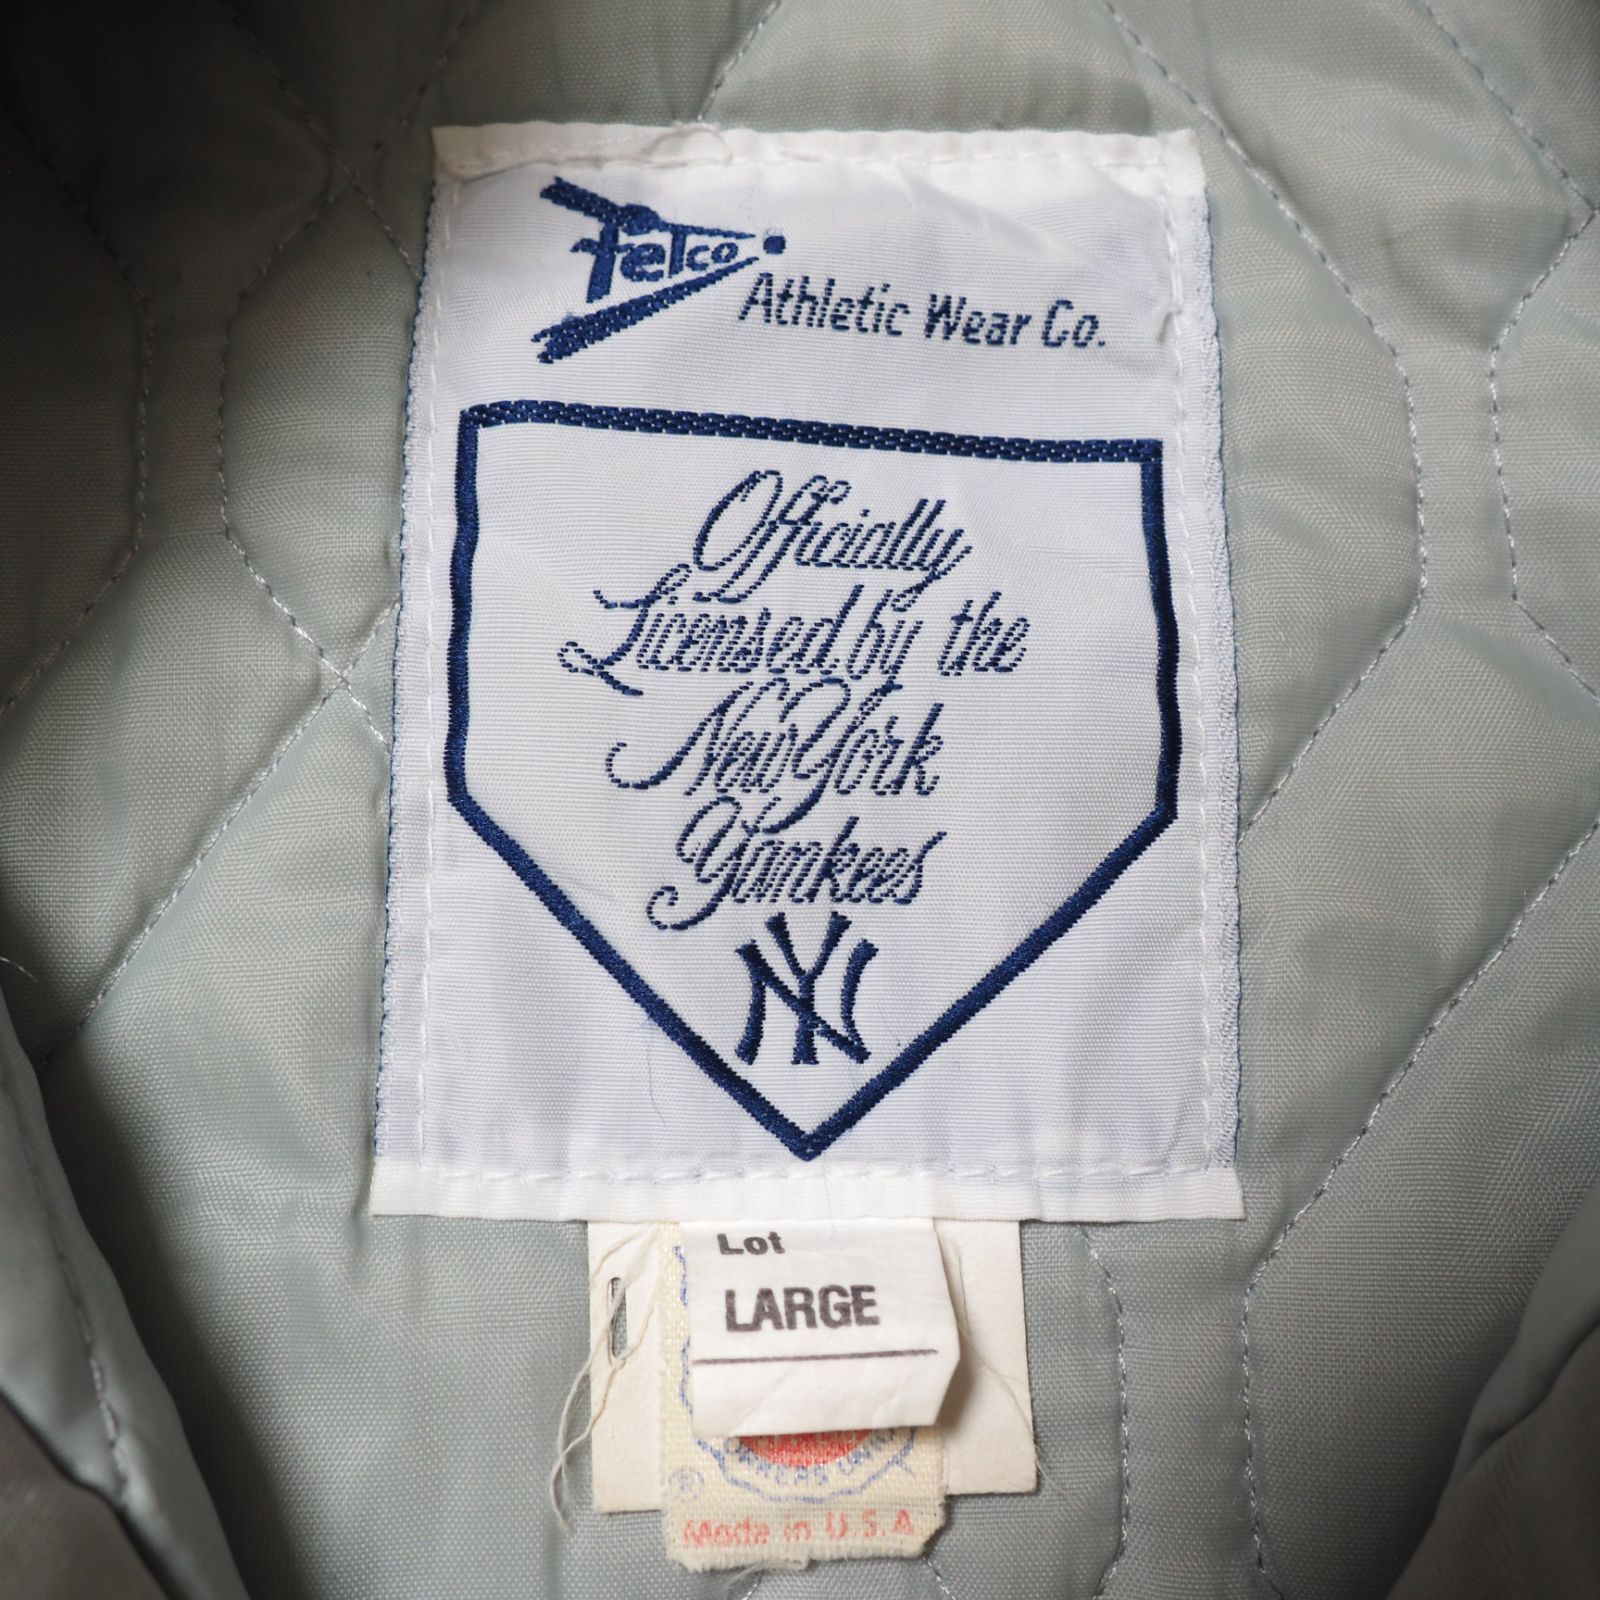 Felco
Athletic Wear Co.
Officially
Licensed by the
New York
Yankees
NY
Lot
LARGE
®
Made in U.S.A